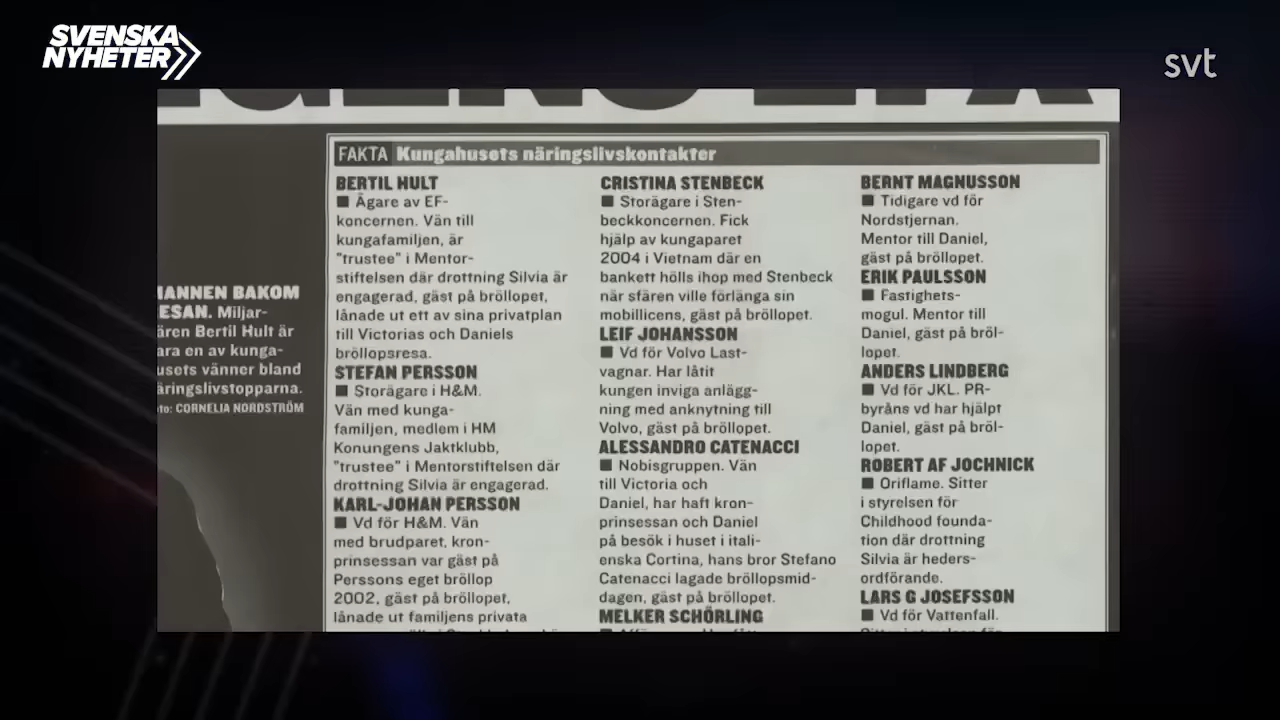 SVENSKA
NYHETER
svt
FAKTA Kungahusets näringslivskontakter
MANNEN BAKOM
ESAN. Miljar-
ären Bertil Hult är
ara en av kunga-
usets vänner bland
äringslivstopparna.
to: CORNELIA NORDSTRÖM
BERTIL HULT
■ Ägare av EF-
koncernen. Vän till
kungafamiljen, är
"trustee" i Mentor-
stiftelsen där drottning Silvia är
engagerad, gäst på bröllopet,
lånade ut ett av sina privatplan
till Victorias och Daniels
bröllopsresa.
STEFAN PERSSON
■ Storägare i H&M.
Vän med kunga-
familjen, medlem i HM
Konungens Jaktklubb,
"trustee" i Mentorstiftelsen där
drottning Silvia är engagerad.
KARL-JOHAN PERSSON
■ Vd för H&M. Vän
med brudparet, kron-
prinsessan var gäst på
Perssons eget bröllop
2002, gäst på bröllopet,
lånade ut familjens privata
CRISTINA STENBECK
■ Storägare i Sten-
beckkoncernen. Fick
hjälp av kungaparet
2004 i Vietnam där en
bankett hölls ihop med Stenbeck
när sfären ville förlänga sin
mobillicens, gäst på bröllopet.
LEIF JOHANSSON
■ Vd för Volvo Last-
vagnar. Har låtit
kungen inviga anlägg-
ning med anknytning till
Volvo, gäst på bröllopet.
ALESSANDRO CATENACCI
■ Nobisgruppen. Vän
till Victoria och
Daniel, har haft kron-
prinsessan och Daniel
på besök i huset i itali-
enska Cortina, hans bror Stefano
Catenacci lagade bröllopsmid-
dagen, gäst på bröllopet.
MELKER SCHÖRLING
BERNT MAGNUSSON
■ Tidigare vd för
Nordstjernan.
Mentor till Daniel,
gäst på bröllopet.
ERIK PAULSSON
■ Fastighets-
mogul. Mentor till
Daniel, gäst på bröl-
lopet.
ANDERS LINDBERG
■ Vd för JKL. PR-
byråns vd har hjälpt
Daniel, gäst på bröl-
lopet.
ROBERT AF JOCHNICK
■ Oriflame. Sitter
i styrelsen för
Childhood founda-
tion där drottning
Silvia är heders-
ordförande.
LARS G JOSEFSSON
■ Vd för Vattenfall.